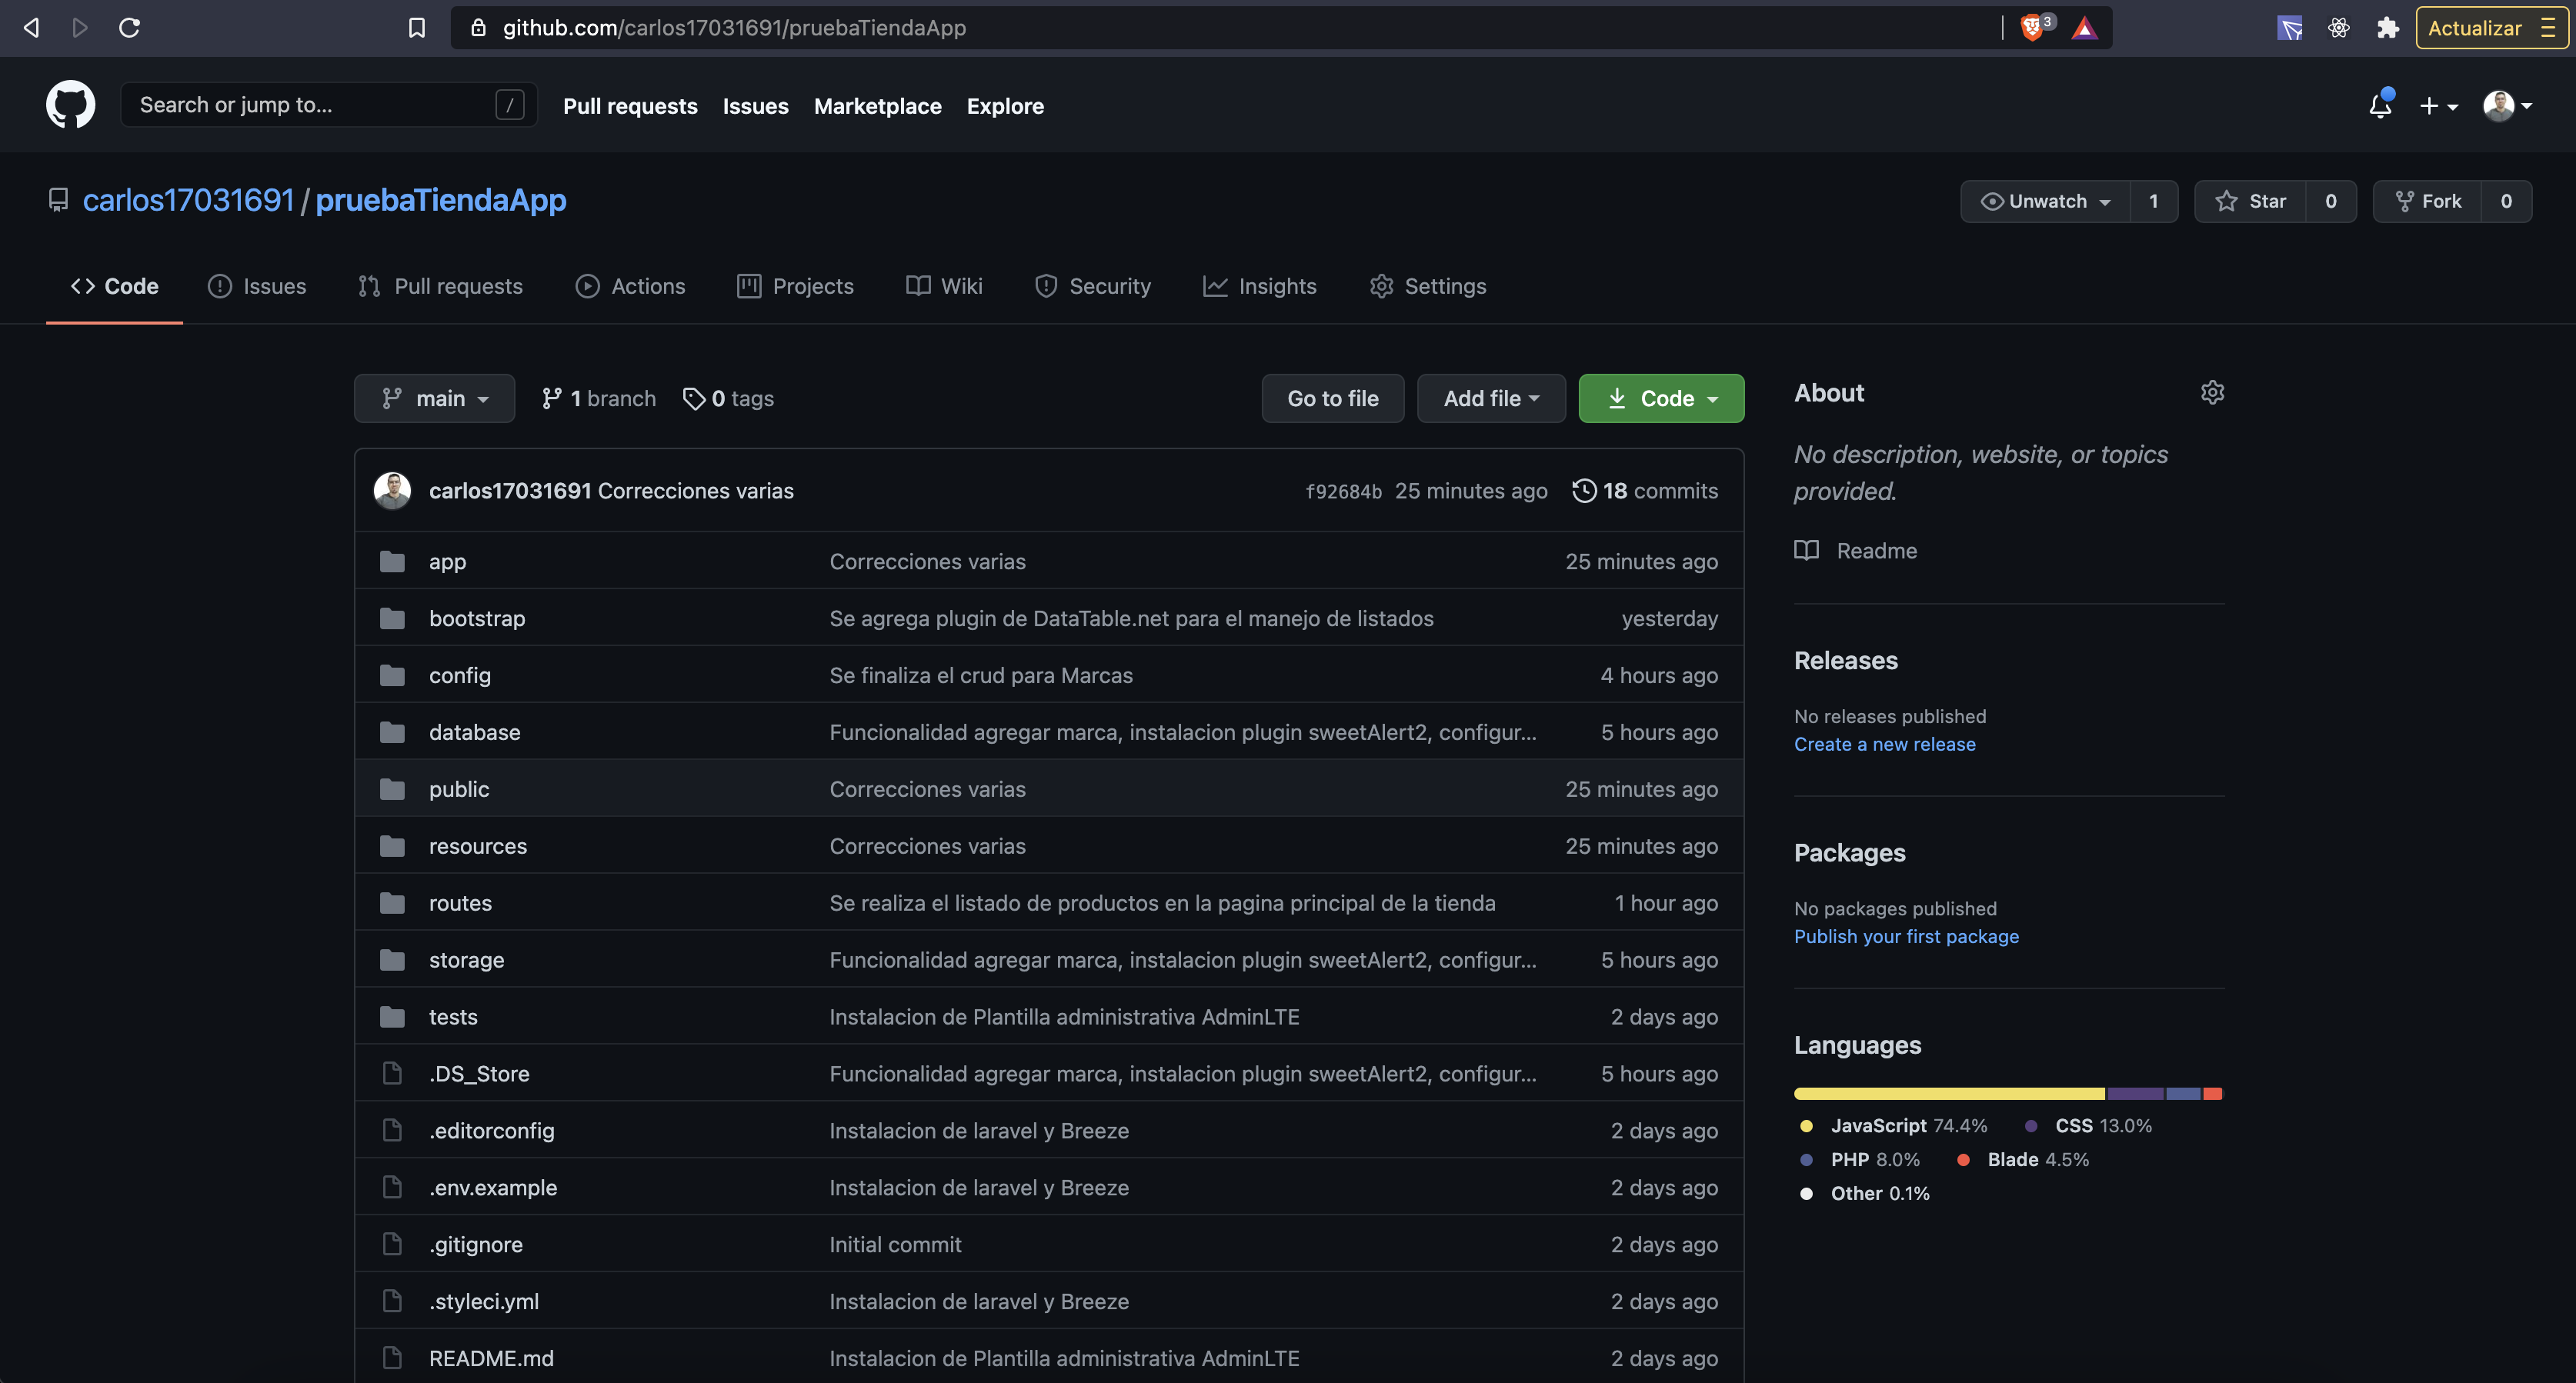 github.com/carlos17031691/pruebaTiendaApp
3
Actualizar
Search or jump to...
/
Pull requests
Issues
Marketplace
Explore
carlos17031691 / pruebaTiendaApp
Unwatch
1
Star
0
Fork
0
Code
Issues
Pull requests
Actions
Projects
Wiki
Security
Insights
Settings
main
1 branch
0 tags
Go to file
Add file
Code
carlos17031691 Correcciones varias
f92684b 25 minutes ago
18 commits
app Correcciones varias 25 minutes ago
bootstrap Se agrega plugin de DataTable.net para el manejo de listados yesterday
config Se finaliza el crud para Marcas 4 hours ago
database Funcionalidad agregar marca, instalacion plugin sweetAlert2, configur... 5 hours ago
public Correcciones varias 25 minutes ago
resources Correcciones varias 25 minutes ago
routes Se realiza el listado de productos en la pagina principal de la tienda 1 hour ago
storage Funcionalidad agregar marca, instalacion plugin sweetAlert2, configur... 5 hours ago
tests Instalacion de Plantilla administrativa AdminLTE 2 days ago
.DS_Store Funcionalidad agregar marca, instalacion plugin sweetAlert2, configur... 5 hours ago
.editorconfig Instalacion de laravel y Breeze 2 days ago
.env.example Instalacion de laravel y Breeze 2 days ago
.gitignore Initial commit 2 days ago
.styleci.yml Instalacion de laravel y Breeze 2 days ago
README.md Instalacion de Plantilla administrativa AdminLTE 2 days ago
About
No description, website, or topics
provided.
Readme
Releases
No releases published
Create a new release
Packages
No packages published
Publish your first package
Languages
JavaScript 74.4% CSS 13.0%
PHP 8.0% Blade 4.5%
Other 0.1%